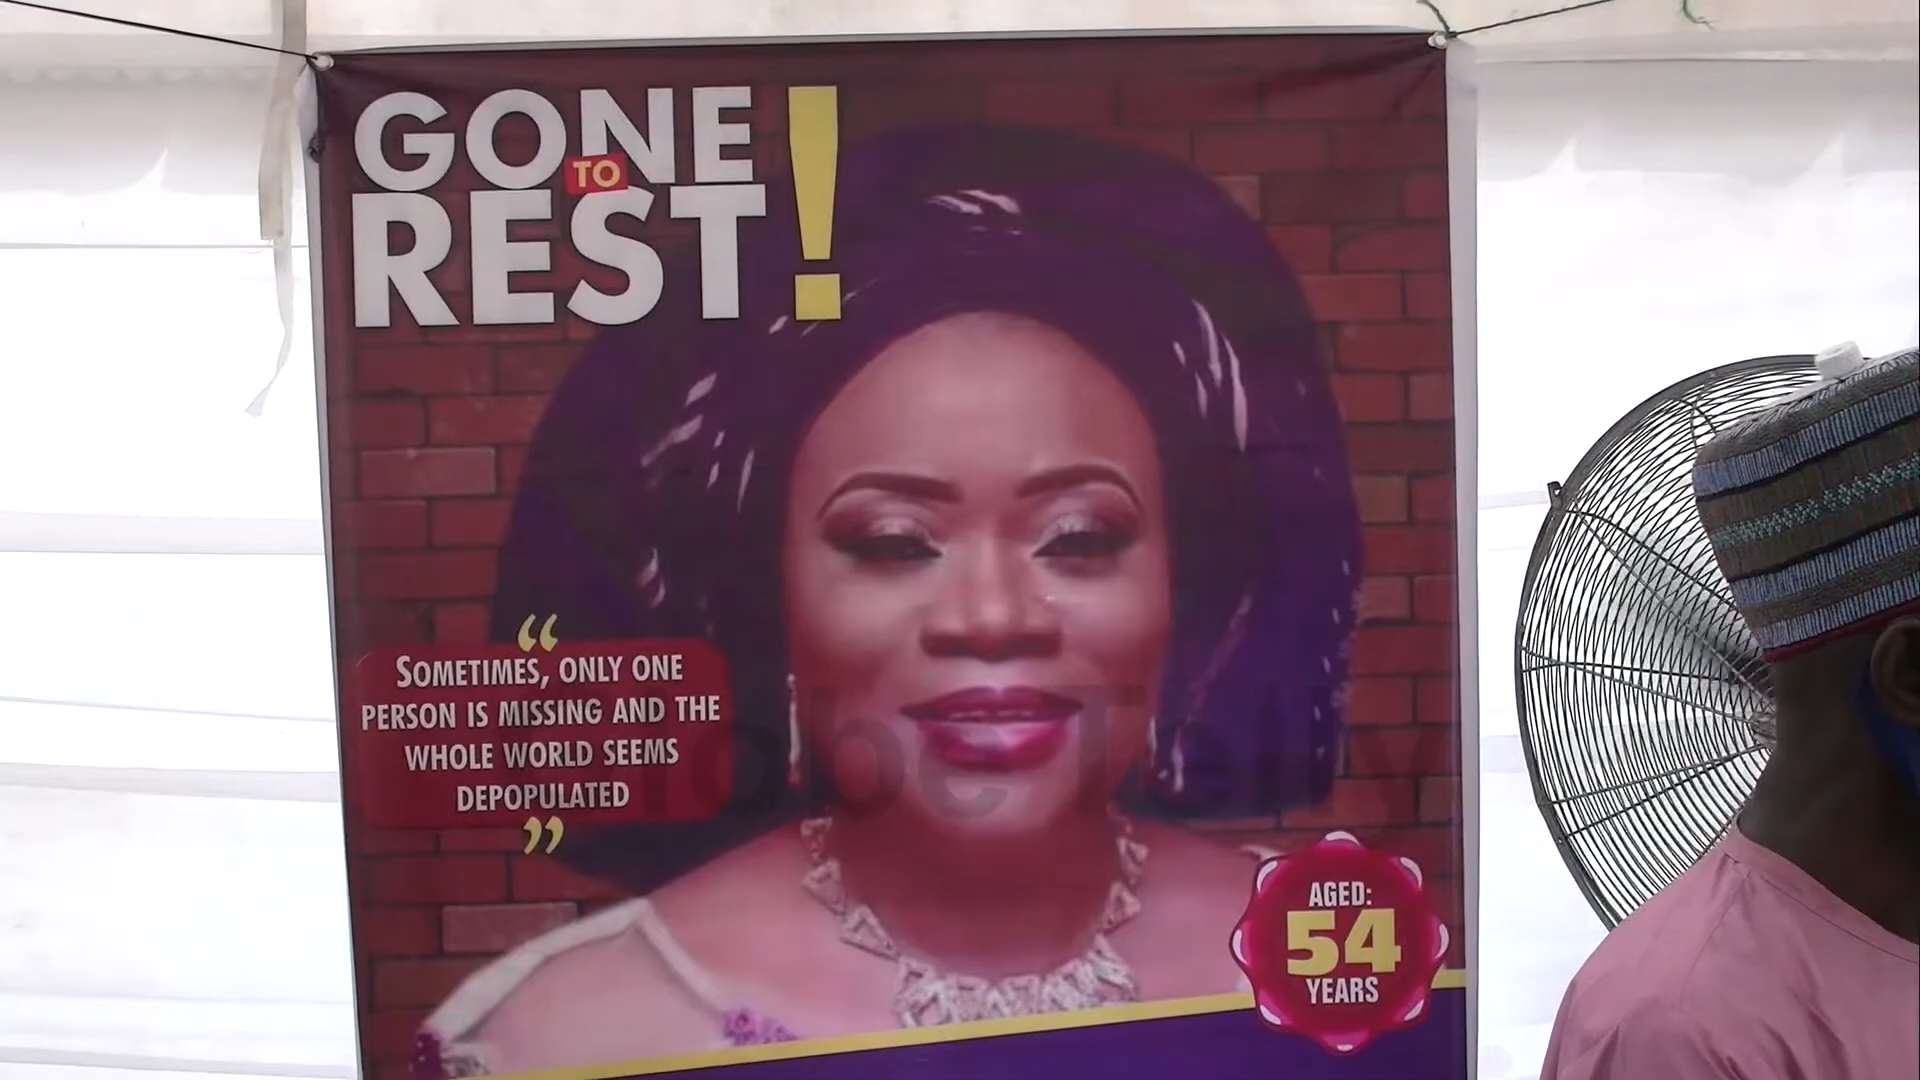 GONE
TO
REST!
“
SOMETIMES, ONLY ONE
PERSON IS MISSING AND THE
WHOLE WORLD SEEMS
DEPOPULATED
”
AGED:
54
YEARS